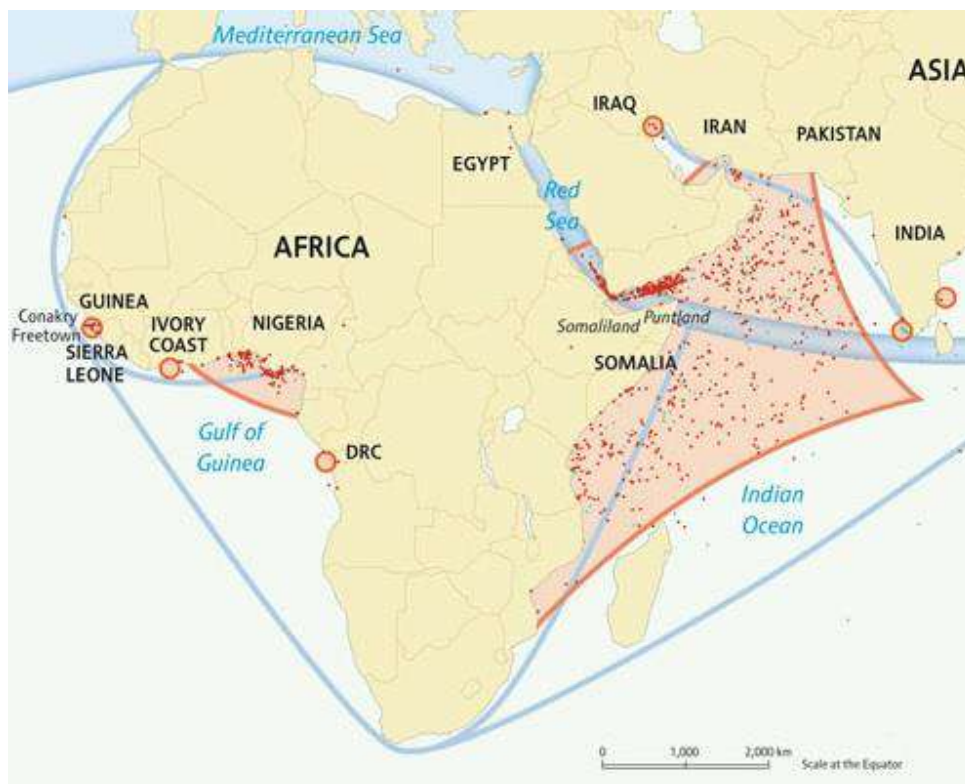 Mediterranean Sea
ASIA
IRAQ
IRAN
PAKISTAN
EGYPT
Red
Sea
INDIA
AFRICA
GUINEA
Conakry
Freetown
IVORY
COAST
NIGERIA
Somaliland
Puntland
SIERRA
LEONE
SOMALIA
Gulf of
Guinea
DRC
Indian
Ocean
0 1,000 2,000 km
Scale at the Equator